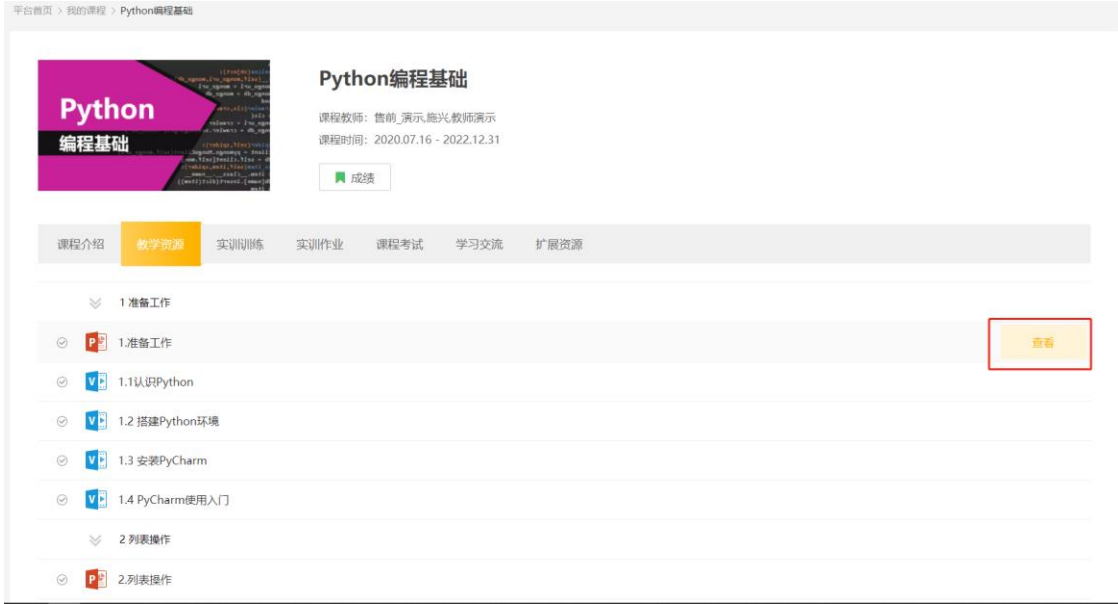 平台首页 > 我的课程 > Python编程基础
Python
编程基础
Python编程基础
课程教师：售前_演示,施兴,教师演示
课程时间：2020.07.16 - 2022.12.31
成绩
课程介绍 教学资源 实训训练 实训作业 课程考试 学习交流 扩展资源
1 准备工作
1.准备工作 查看
1.1认识Python
1.2 搭建Python环境
1.3 安装PyCharm
1.4 PyCharm使用入门
2 列表操作
2.列表操作